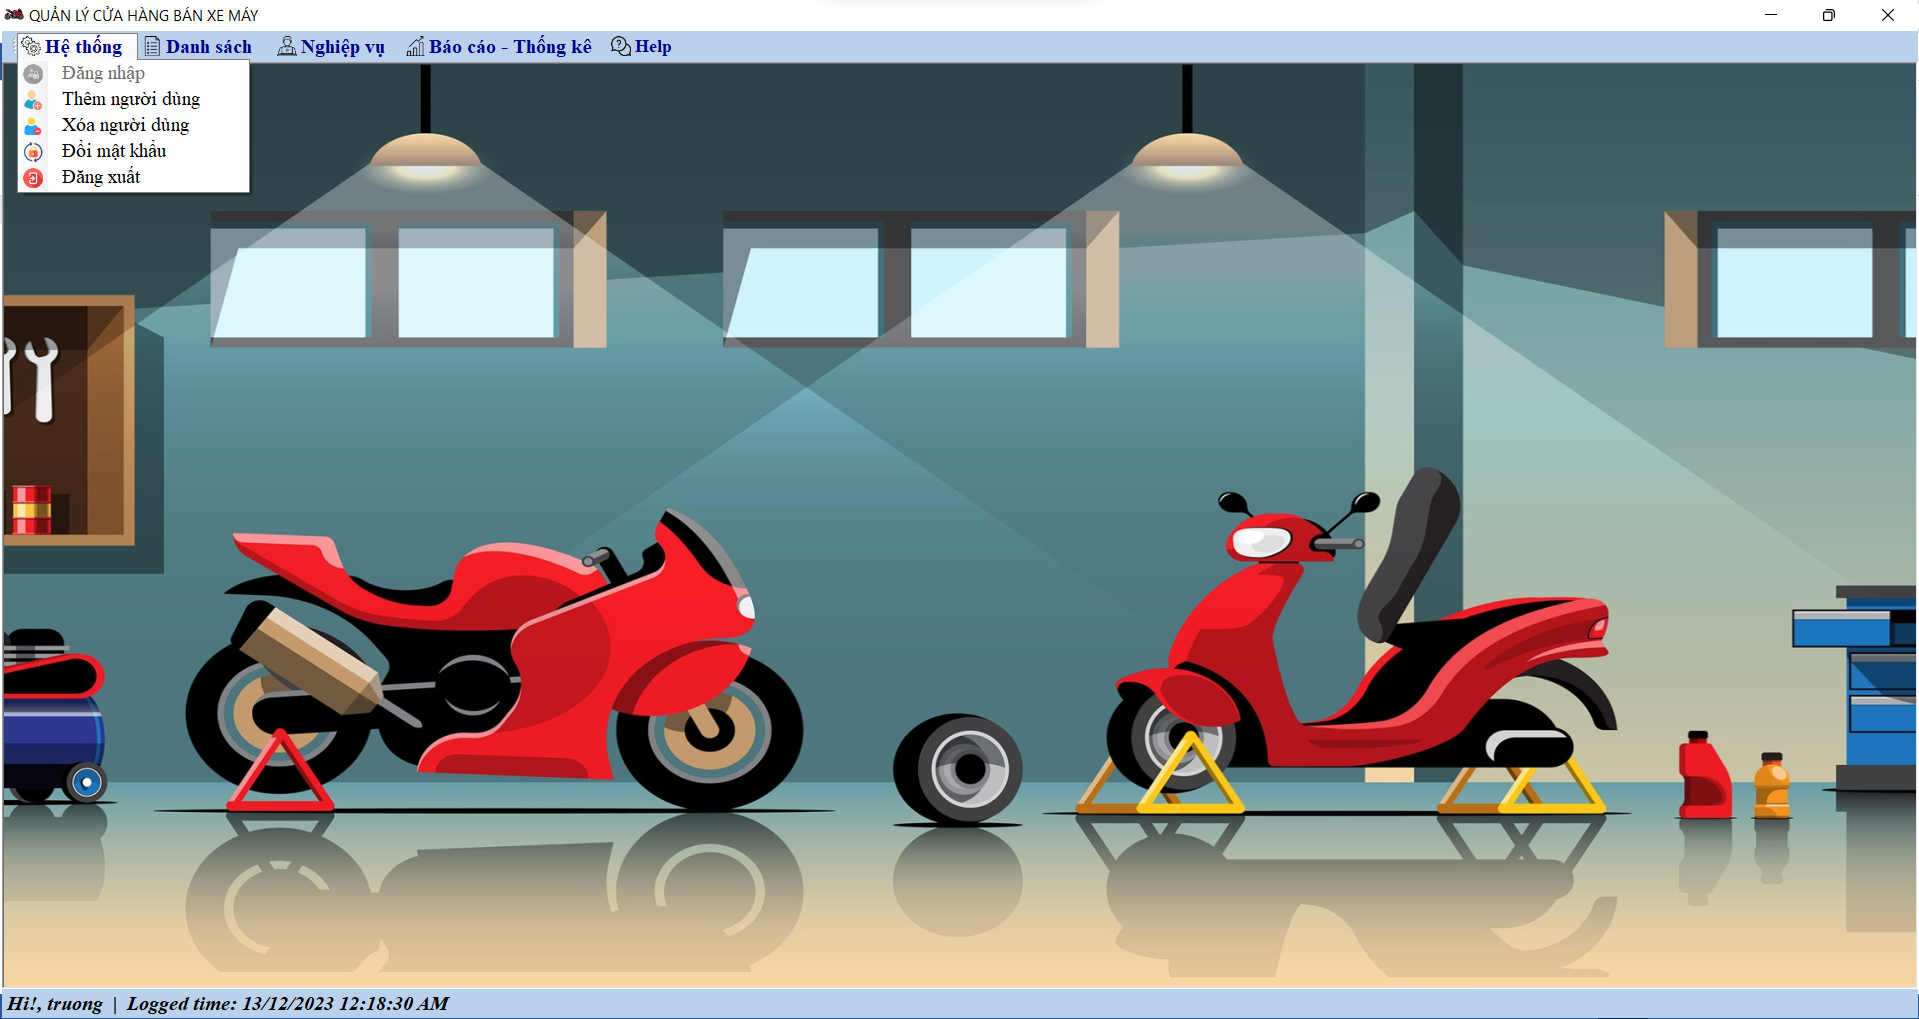 QUẢN LÝ CỬA HÀNG BÁN XE MÁY
Hệ thống Danh sách Nghiệp vụ Báo cáo - Thống kê Help
Đăng nhập
Thêm người dùng
Xóa người dùng
Đổi mật khẩu
Đăng xuất
Hi!, truong | Logged time: 13/12/2023 12:18:30 AM